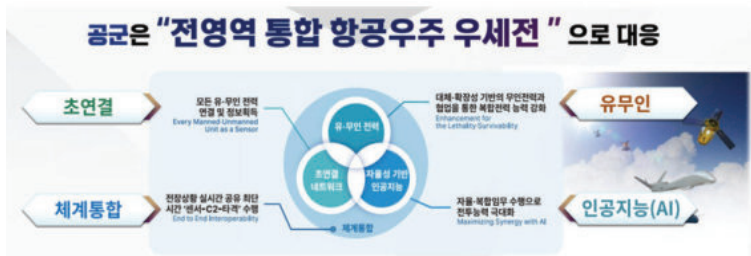 공군은 “전영역 통합 항공우주 우세전 ” 으로 대응
초연결
모든 유·무인 전력
연결 및 정보획득
Every Manned-Unmanned
Unit as a Sensor
유·무인 전력
대체·확장성 기반의 무인전력과
협업을 통한 복합전력 능력 강화
Enhancement for
the Lethality·Survivability
유무인
초연결
네트워크
자율성 기반
인공지능
체계통합
전장상황 실시간 공유 최단
시간 ‘센서·C2·타격’ 수행
End to End Interoperability
체계통합
자율·복합임무 수행으로
전투능력 극대화
Maximizing Synergy with AI
인공지능(AI)